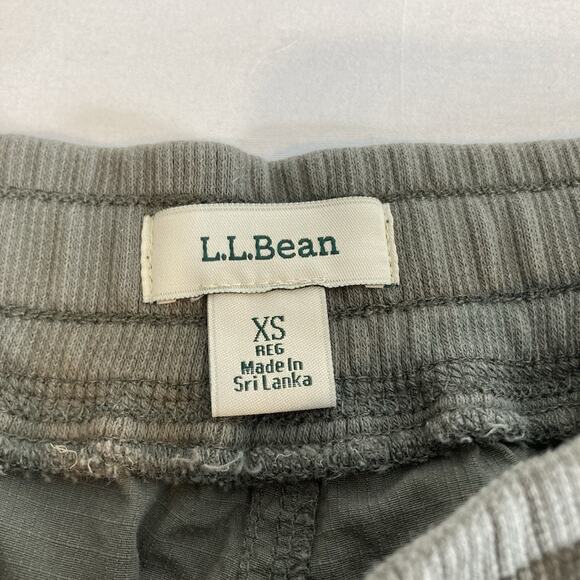 L.L.Bean
XS
REG
Made In
Sri Lanka